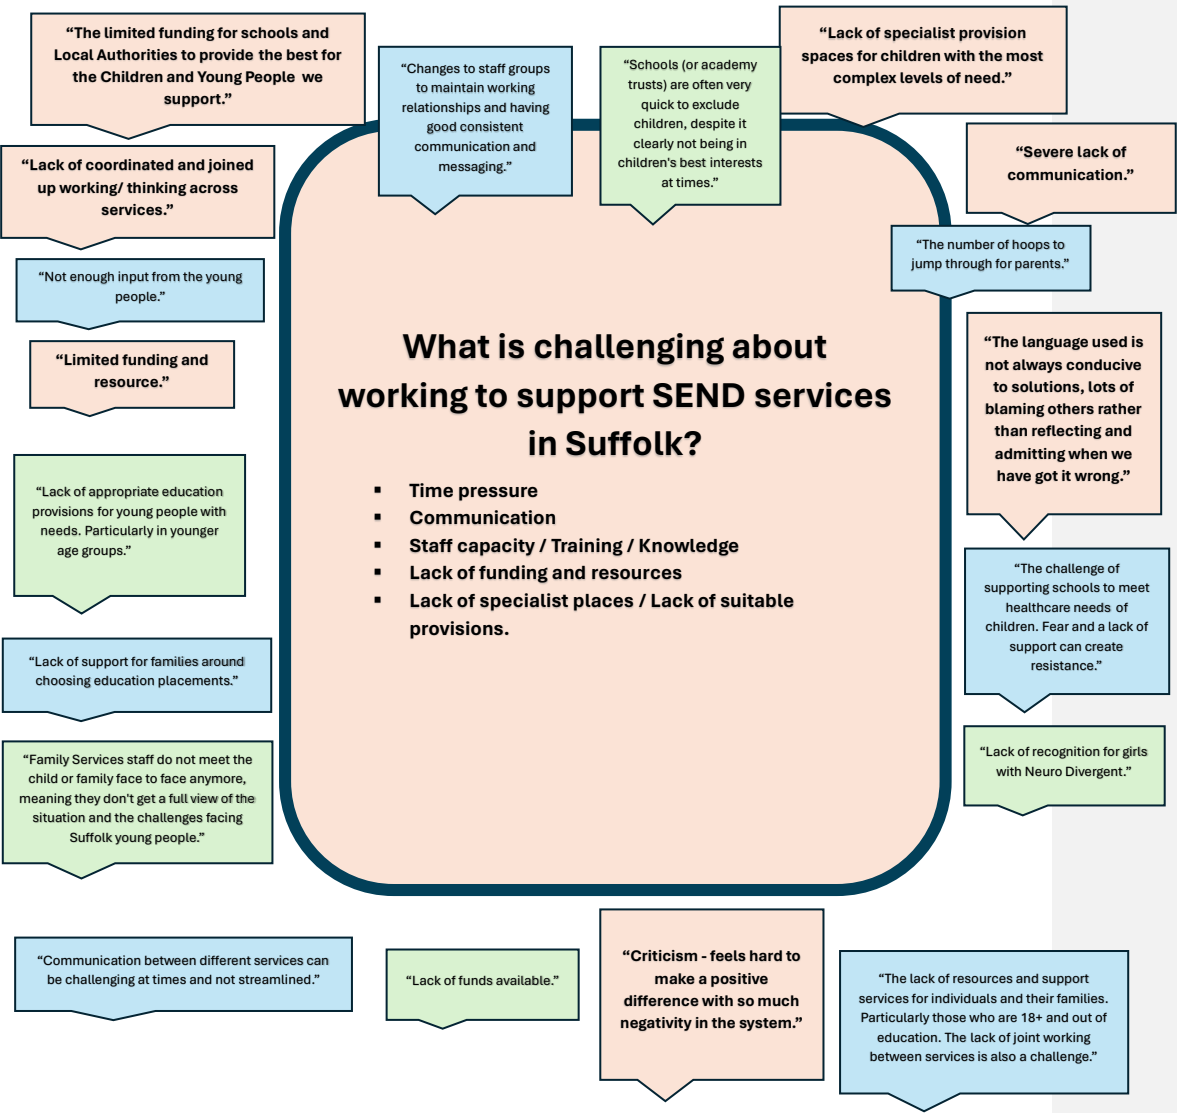 “The limited funding for schools and
Local Authorities to provide the best for
the Children and Young People we
support.”
“Changes to staff groups
to maintain working
relationships and having
good consistent
communication and
messaging.”
“Schools (or academy
trusts) are often very
quick to exclude
children, despite it
clearly not being in
children's best interests
at times.”
“Lack of specialist provision
spaces for children with the most
complex levels of need.”
“Lack of coordinated and joined
up working/ thinking across
services.”
“Severe lack of
communication.”
“Not enough input from the young
people.”
“The number of hoops to
jump through for parents.”
“Limited funding and
resource.”
“The language used is
not always conducive
to solutions, lots of
blaming others rather
than reflecting and
admitting when we
have got it wrong.”
What is challenging about
working to support SEND services
in Suffolk?
▪ Time pressure
▪ Communication
▪ Staff capacity / Training / Knowledge
▪ Lack of funding and resources
▪ Lack of specialist places / Lack of suitable
provisions.
“Lack of appropriate education
provisions for young people with
needs. Particularly in younger
age groups.”
“The challenge of
supporting schools to meet
healthcare needs of
children. Fear and a lack of
support can create
resistance.”
“Lack of support for families around
choosing education placements.”
“Family Services staff do not meet the
child or family face to face anymore,
meaning they don't get a full view of the
situation and the challenges facing
Suffolk young people.”
“Lack of recognition for girls
with Neuro Divergent.”
“Communication between different services can
be challenging at times and not streamlined.”
“Lack of funds available.”
“Criticism - feels hard to
make a positive
difference with so much
negativity in the system.”
“The lack of resources and support
services for individuals and their families.
Particularly those who are 18+ and out of
education. The lack of joint working
between services is also a challenge.”